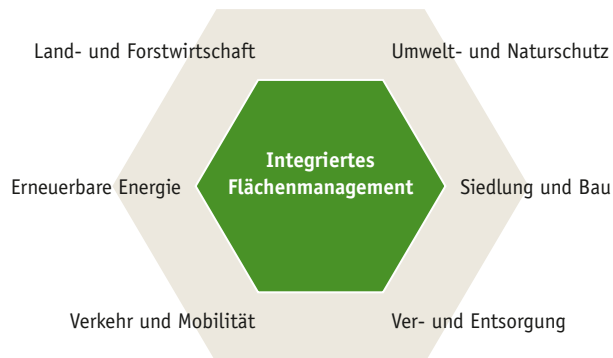 Land- und Forstwirtschaft
Umwelt- und Naturschutz
Integriertes
Flächenmanagement
Erneuerbare Energie
Siedlung und Bau
Verkehr und Mobilität
Ver- und Entsorgung